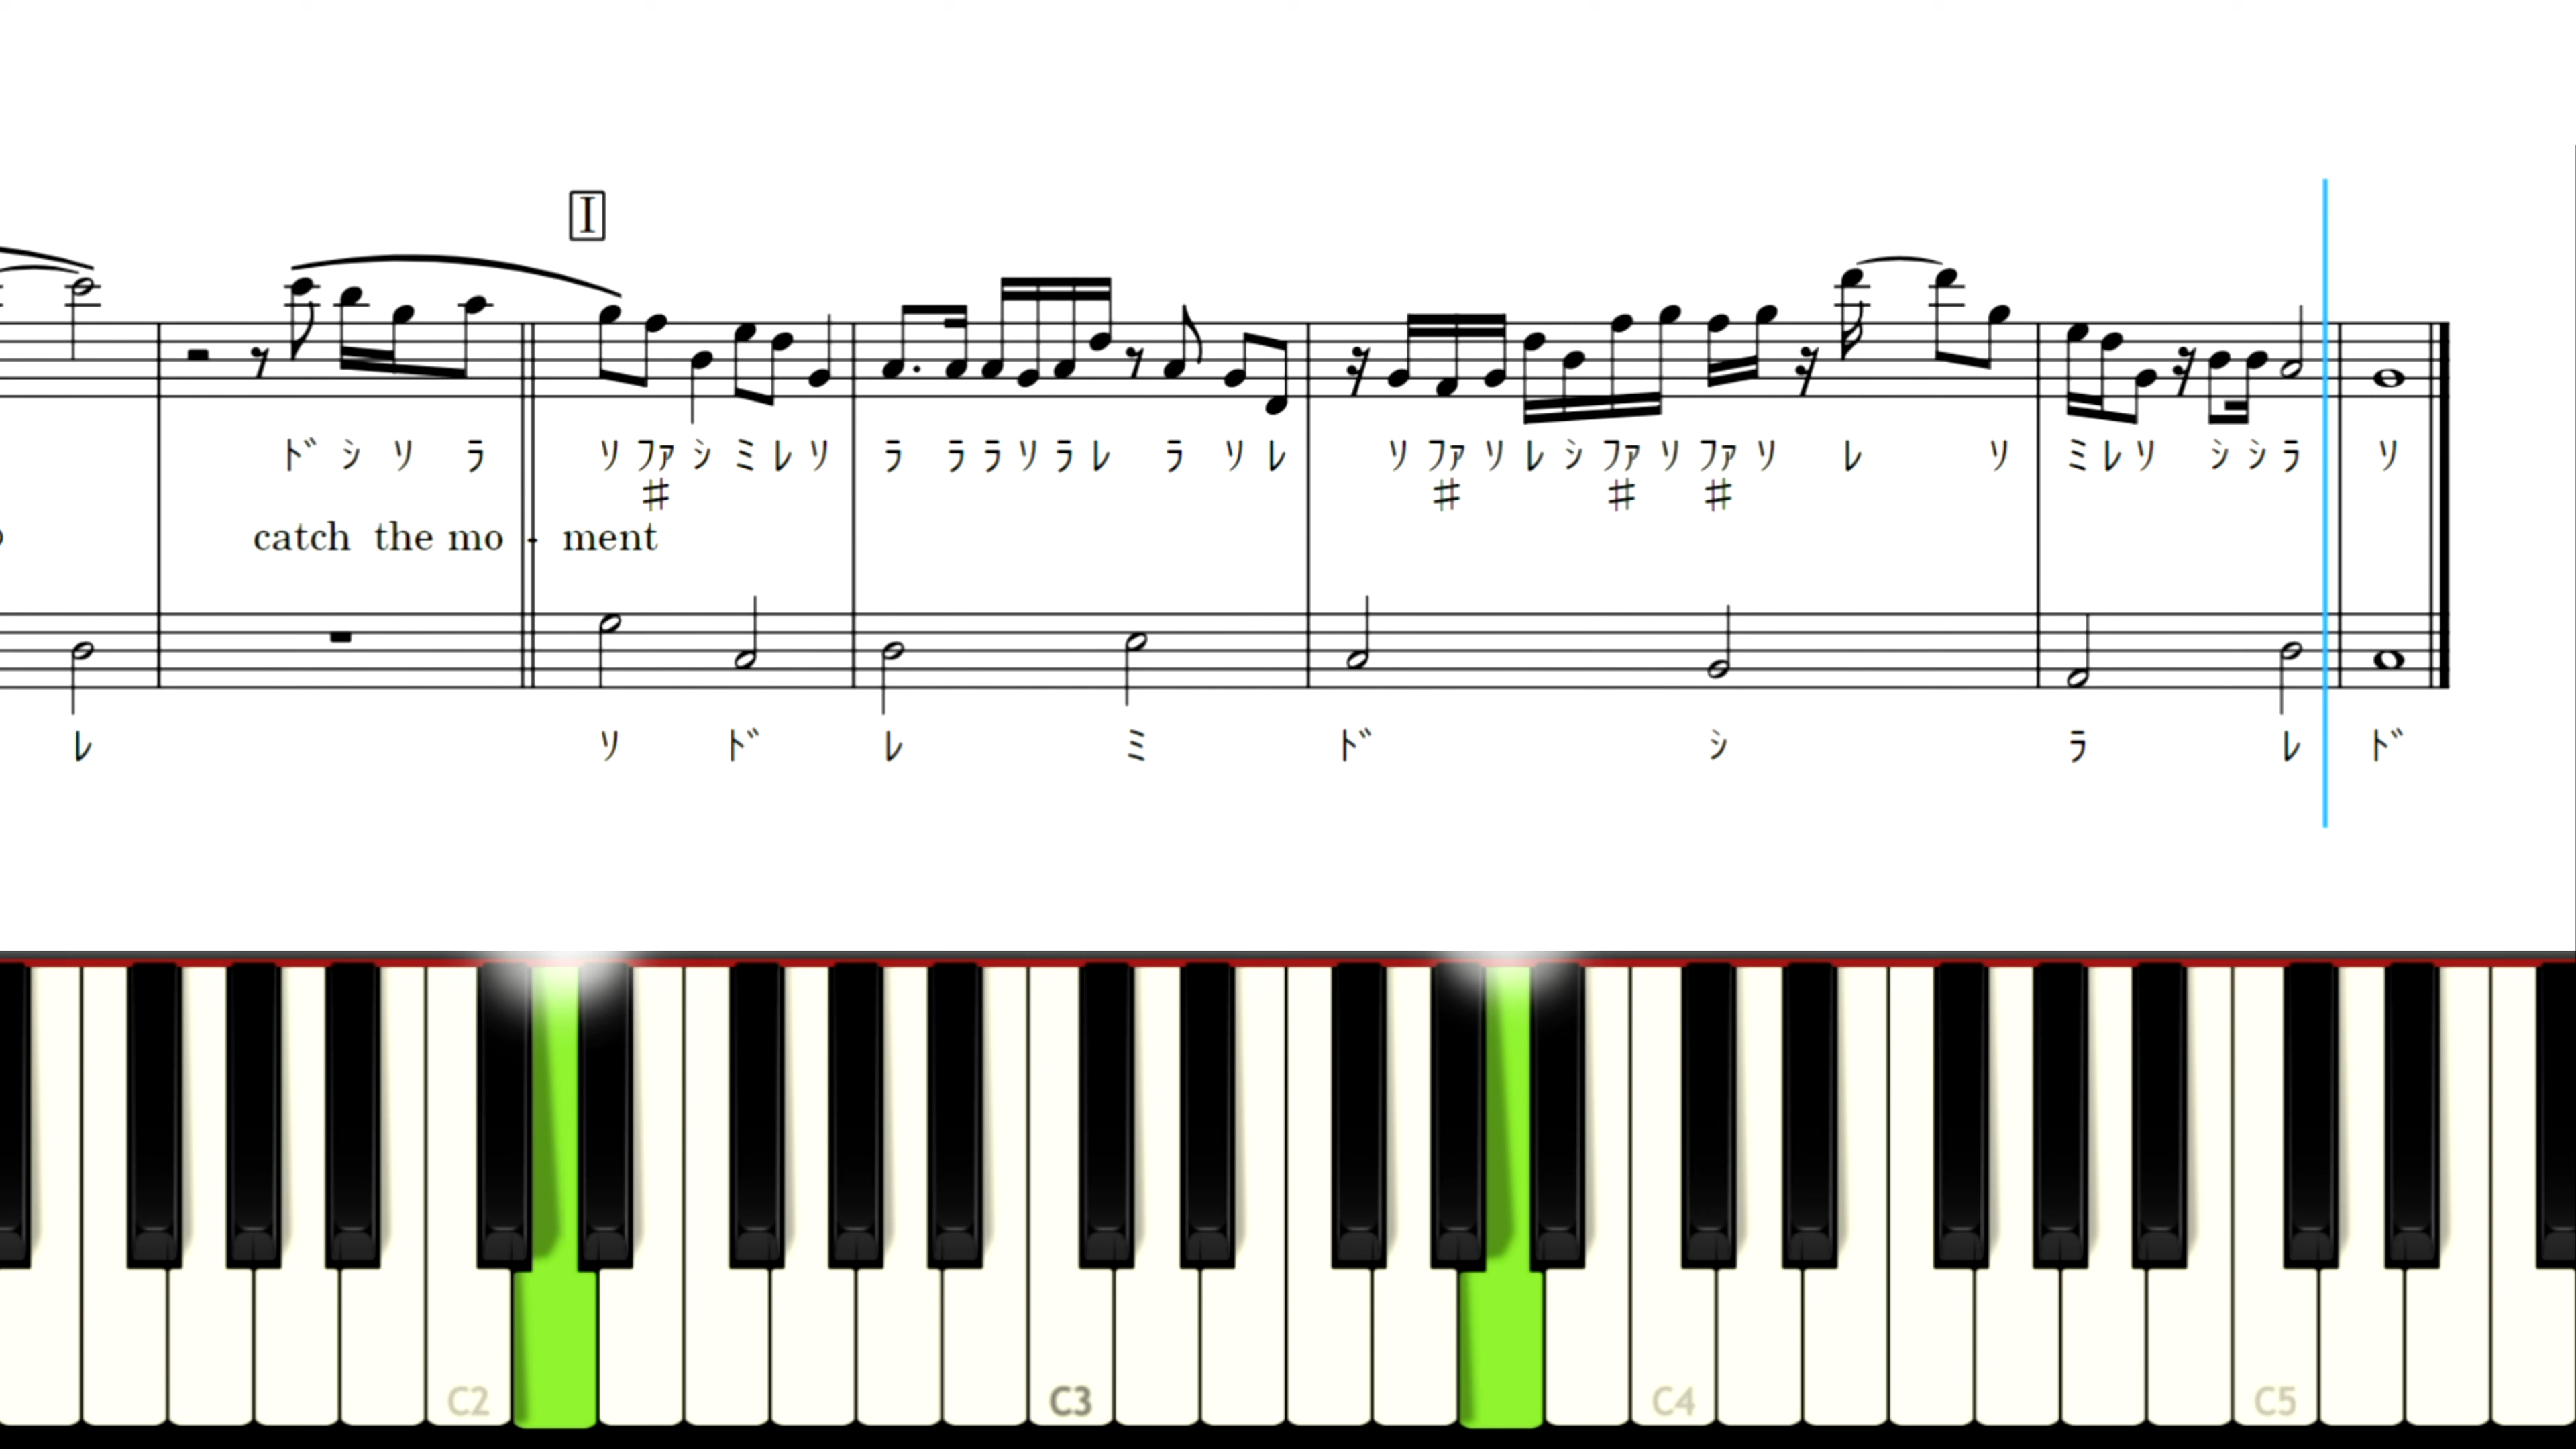 I
ﾄﾞ ｼ ｿ ﾗ ｿ ﾌｧ ｼ ﾐ ﾚ ｿ ﾗ ﾗ ﾗ ｿ ﾗ ﾚ ﾗ ｿ ﾚ ｿ ﾌｧ ｿ ﾚ ｼ ﾌｧ ｿ ﾌｧ ｿ ﾚ ｿ ﾐ ﾚ ｿ ｼ ｼ ﾗ ｿ
♯ ♯ ♯ ♯
catch the mo - ment
ﾚ ｿ ﾄﾞ ﾚ ﾐ ﾄﾞ ｼ ﾗ ﾚ ﾄﾞ
C2 C3 C4 C5